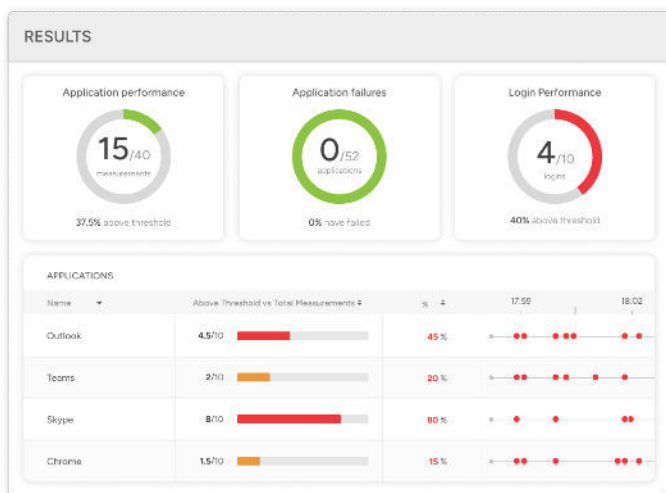 RESULTS
Application performance
15/40
measurements
37.5% above threshold
Application failures
0/52
applications
0% have failed
Login Performance
4/10
logins
40% above threshold
APPLICATIONS
Name Above Threshold vs Total Measurements % 17:59 18:02
Outlook 4.5/10 45 %
Teams 2/10 20 %
Skype 8/10 80 %
Chrome 1.5/10 15 %